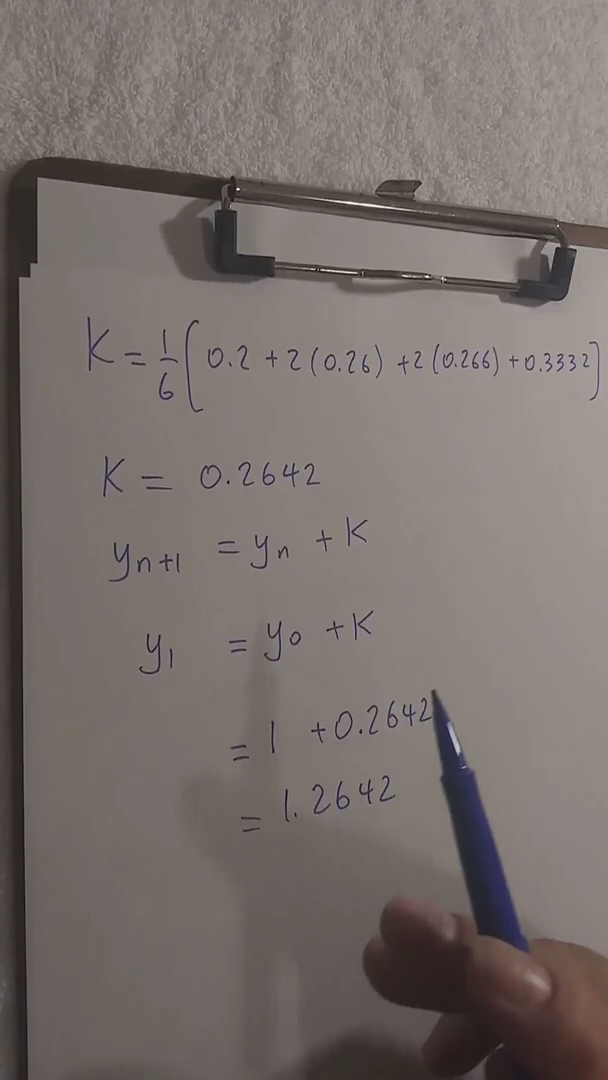 K = 1/6 [0.2 + 2(0.26) + 2(0.266) + 0.3332]
K = 0.2642
yn+1 = yn + K
y1 = y0 + K
= 1 + 0.2642
= 1.2642